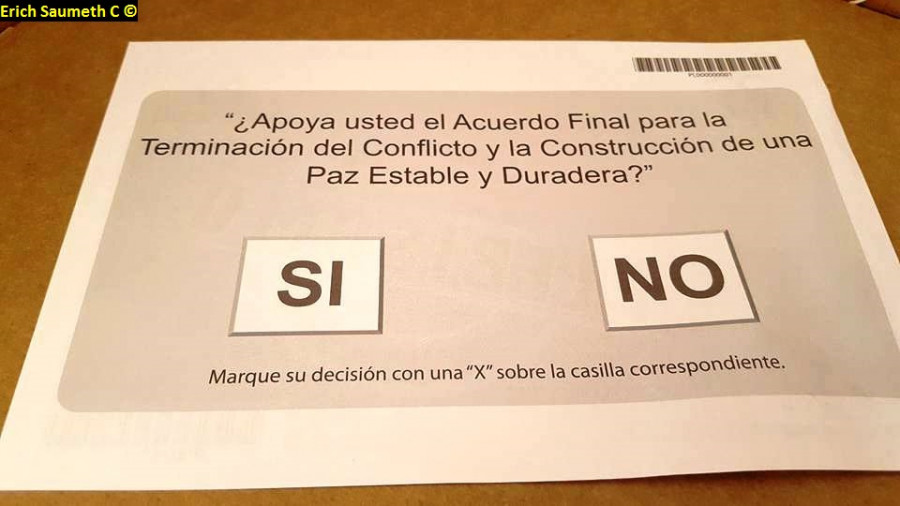 Erich Saumeth C ©
PL000000001
“¿Apoya usted el Acuerdo Final para la
Terminación del Conflicto y la Construcción de una
Paz Estable y Duradera?”
SI
NO
Marque su decisión con una “X” sobre la casilla correspondiente.